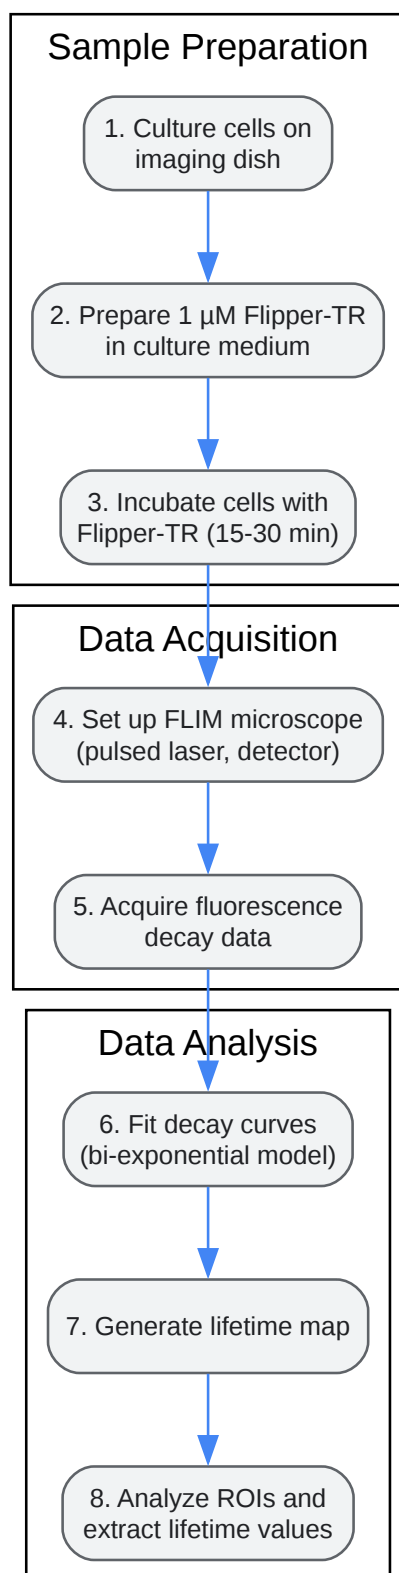 Sample Preparation
1. Culture cells on
imaging dish
2. Prepare 1 µM Flipper-TR
in culture medium
3. Incubate cells with
Flipper-TR (15-30 min)
Data Acquisition
4. Set up FLIM microscope
(pulsed laser, detector)
5. Acquire fluorescence
decay data
Data Analysis
6. Fit decay curves
(bi-exponential model)
7. Generate lifetime map
8. Analyze ROIs and
extract lifetime values